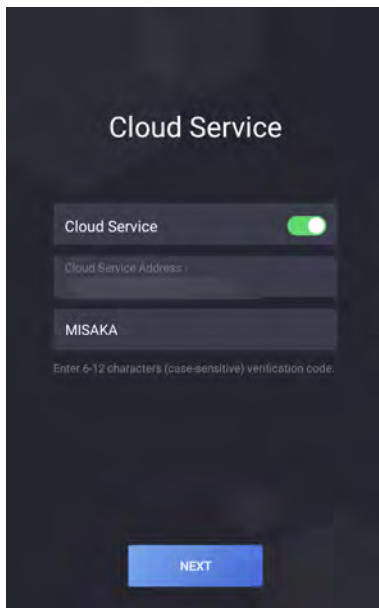 Cloud Service
Cloud Service
Cloud Service Address :
MISAKA
Enter 6-12 characters (case-sensitive) verification code.
NEXT